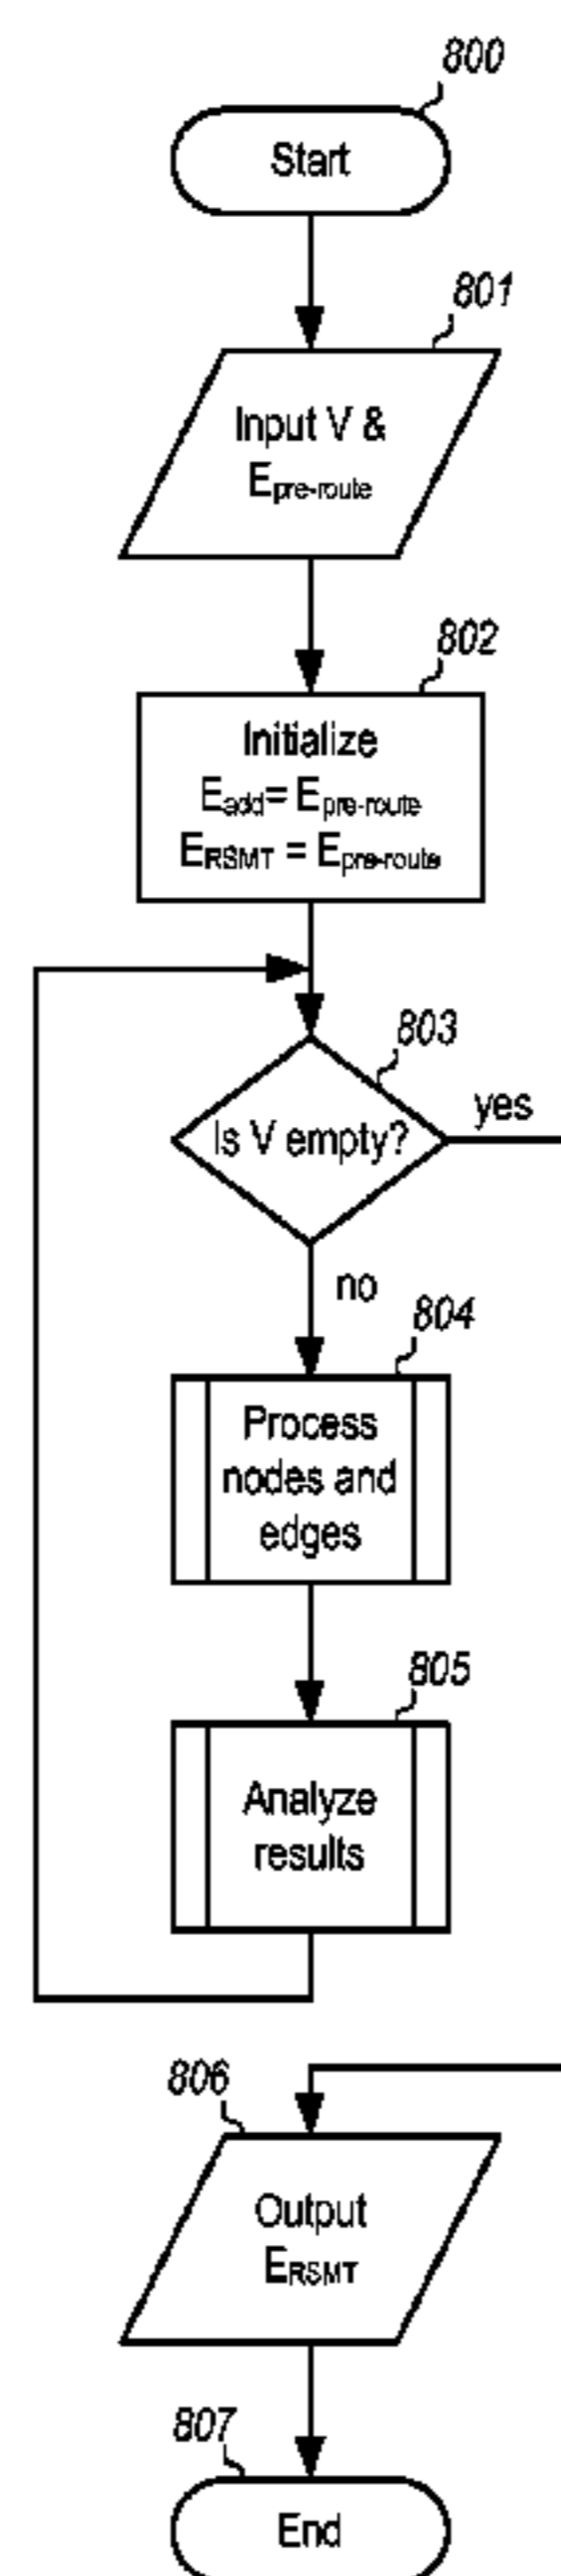 800
Start
801
Input V &
Epre-route
802
Initialize
Eadd= Epre-route
ERSMT = Epre-route
803
Is V empty?
yes
no
804
Process
nodes and
edges
805
Analyze
results
806
Output
ERSMT
807
End